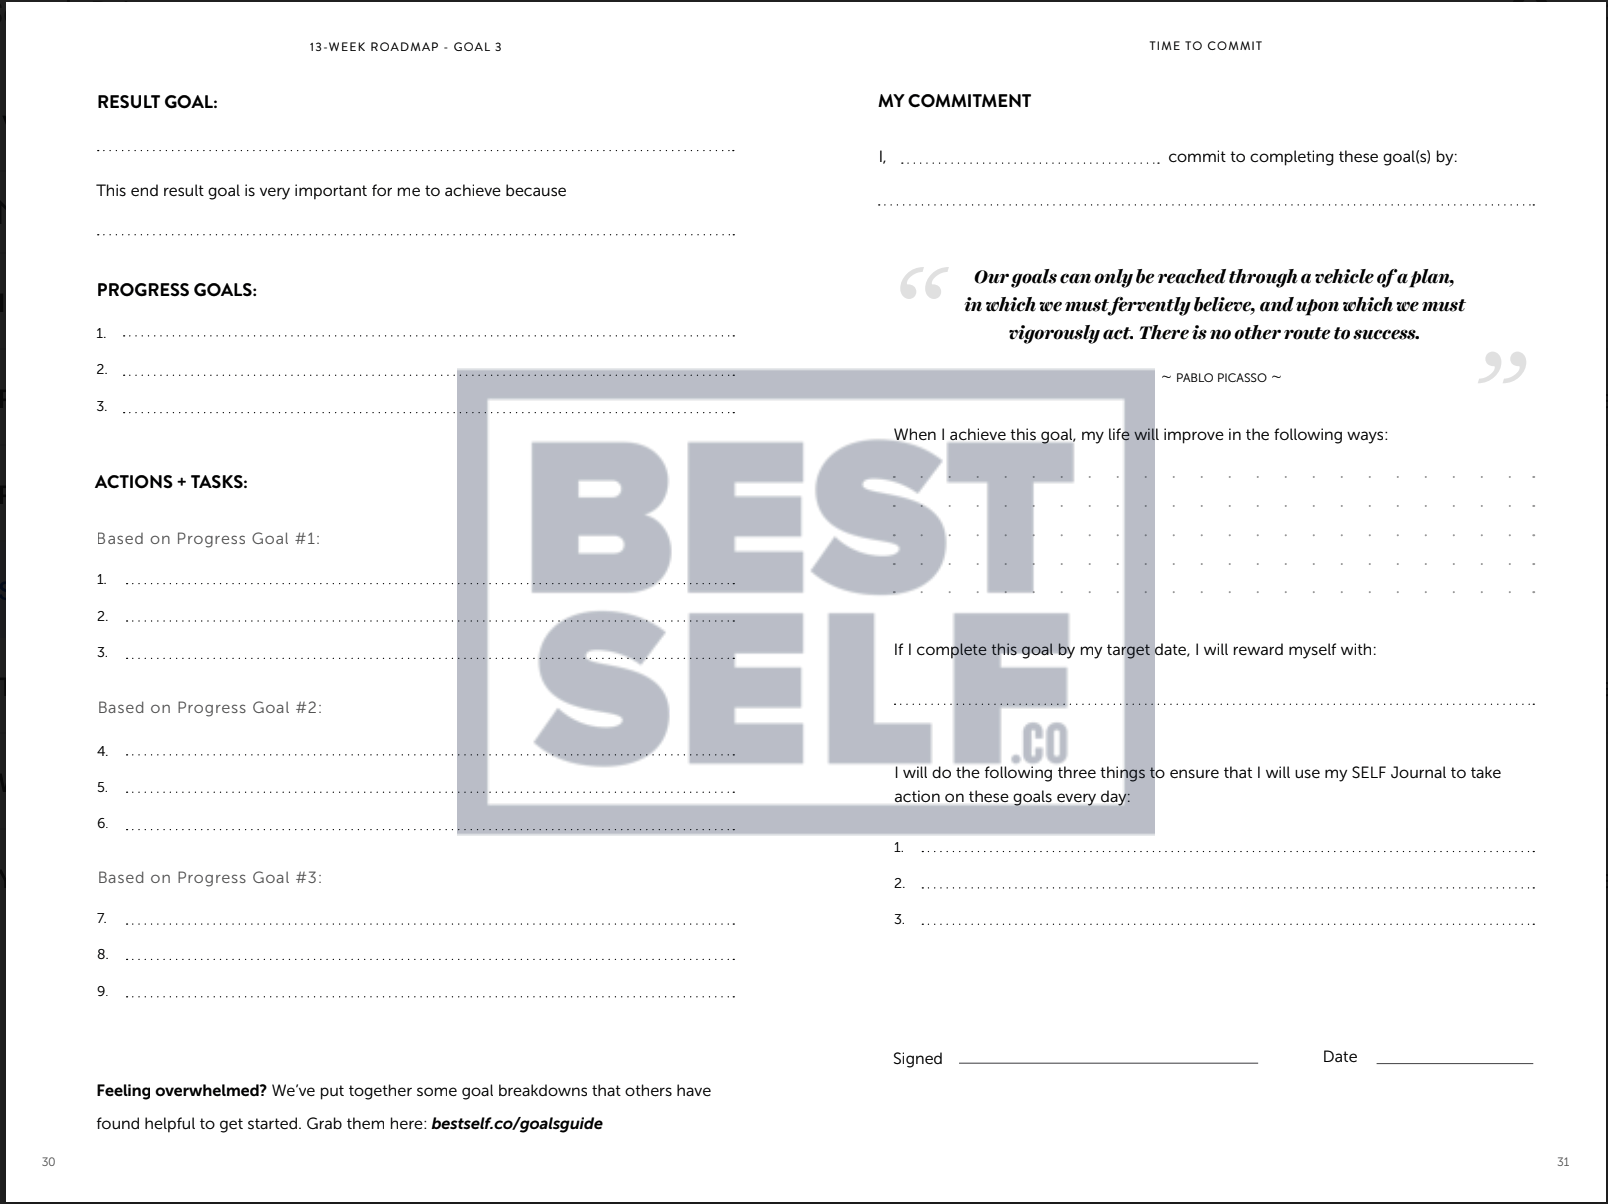 13-WEEK ROADMAP - GOAL 3
RESULT GOAL:
This end result goal is very important for me to achieve because
PROGRESS GOALS:
1.
2.
3.
ACTIONS + TASKS:
Based on Progress Goal #1:
1.
2.
3.
Based on Progress Goal #2:
4.
5.
6.
Based on Progress Goal #3:
7.
8.
9.
Feeling overwhelmed? We've put together some goal breakdowns that others have
found helpful to get started. Grab them here: bestself.co/goalsguide
30
TIME TO COMMIT
MY COMMITMENT
I, commit to completing these goal(s) by:
“ Our goals can only be reached through a vehicle of a plan,
in which we must fervently believe, and upon which we must
vigorously act. There is no other route to success. ”
~ PABLO PICASSO ~
When I achieve this goal, my life will improve in the following ways:
If I complete this goal by my target date, I will reward myself with:
I will do the following three things to ensure that I will use my SELF Journal to take
action on these goals every day:
1.
2.
3.
Signed Date
31
BEST
SELF
.CO